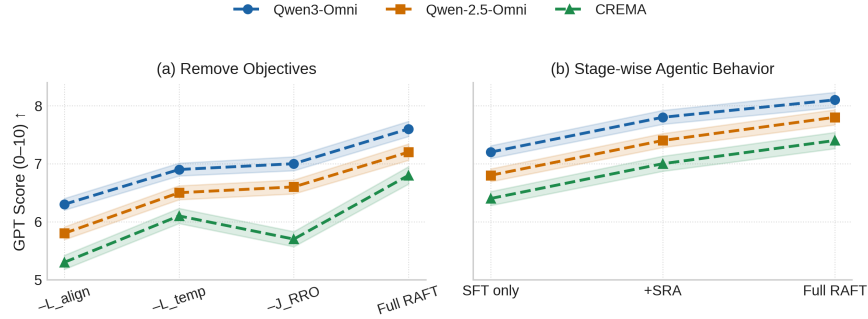 Qwen3-Omni Qwen-2.5-Omni CREMA
(a) Remove Objectives
GPT Score (0–10) ↑
8
7
6
5
–L_align –L_temp –J_RRO Full RAFT
(b) Stage-wise Agentic Behavior
SFT only +SRA Full RAFT